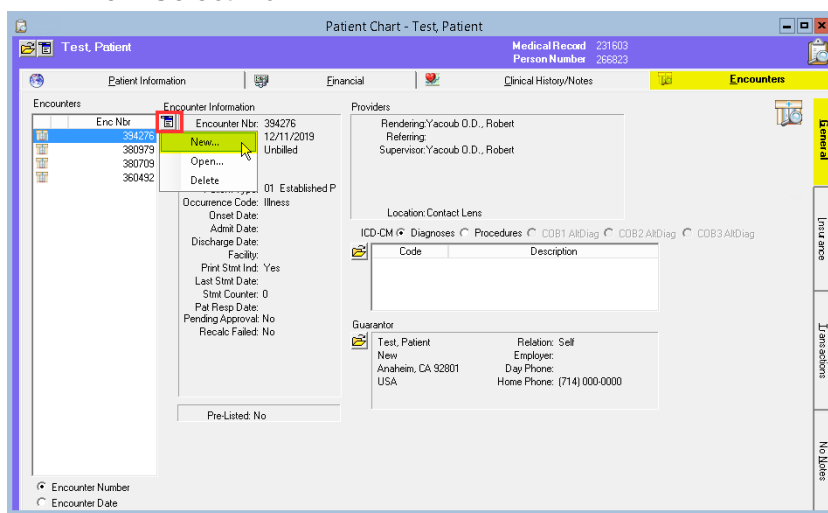 Patient Chart - Test, Patient
Test, Patient
Medical Record 231603
Person Number 266823
Patient Information
Financial
Clinical History/Notes
Encounters
Encounters
Enc Nbr
394276
380979
380709
360492
Encounter Number
Encounter Date
New...
Open...
Delete
Encounter Information
Encounter Nbr: 394276
12/11/2019
Unbilled
01 Established P
Occurrence Code: Illness
Onset Date:
Admit Date:
Discharge Date:
Facility:
Print Stmt Ind: Yes
Last Stmt Date:
Stmt Counter: 0
Pat Resp Date:
Pending Approval: No
Recalc Failed: No
Pre-Listed: No
Providers
Rendering: Yacoub O.D., Robert
Referring:
Supervisor: Yacoub O.D., Robert
Location: Contact Lens
ICD-CM Diagnoses Procedures COB1 AltDiag COB2 AltDiag COB3 AltDiag
Code Description
Guarantor
Test, Patient
New
Anaheim, CA 92801
USA
Relation: Self
Employer:
Day Phone:
Home Phone: (714) 000-0000
General
Insurance
Transactions
No Notes